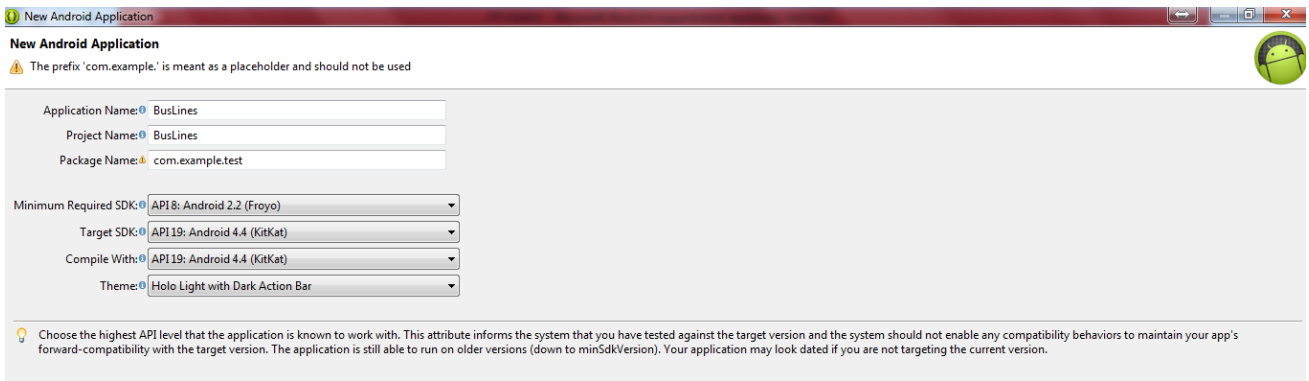 New Android Application
New Android Application
The prefix 'com.example.' is meant as a placeholder and should not be used
Application Name: BusLines
Project Name: BusLines
Package Name: com.example.test
Minimum Required SDK: API 8: Android 2.2 (Froyo)
Target SDK: API 19: Android 4.4 (KitKat)
Compile With: API 19: Android 4.4 (KitKat)
Theme: Holo Light with Dark Action Bar
Choose the highest API level that the application is known to work with. This attribute informs the system that you have tested against the target version and the system should not enable any compatibility behaviors to maintain your app's
forward-compatibility with the target version. The application is still able to run on older versions (down to minSdkVersion). Your application may look dated if you are not targeting the current version.